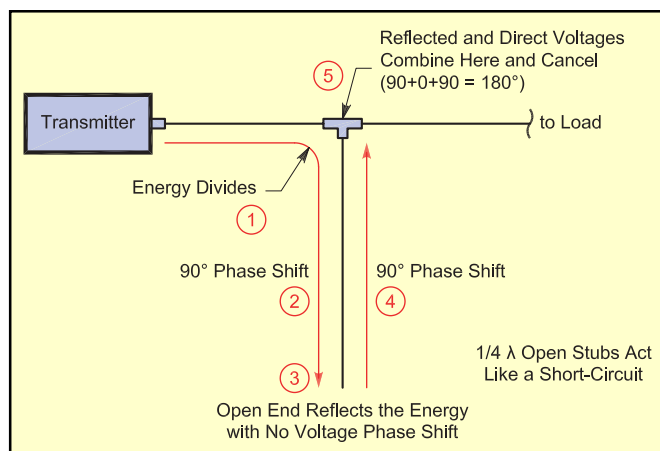 Reflected and Direct Voltages
Combine Here and Cancel
(90+0+90 = 180°)
5
Transmitter
to Load
Energy Divides
1
90° Phase Shift
2
90° Phase Shift
4
3
1/4 λ Open Stubs Act
Like a Short-Circuit
Open End Reflects the Energy
with No Voltage Phase Shift